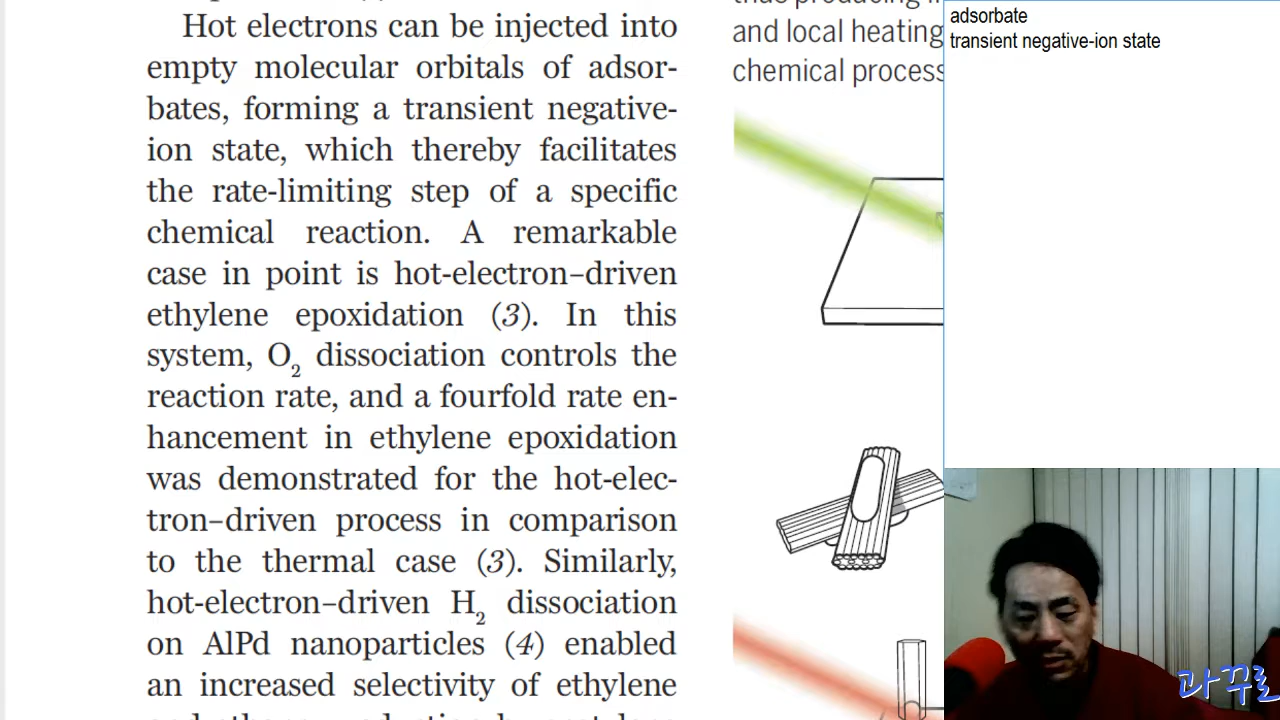 Hot electrons can be injected into
empty molecular orbitals of adsor-
bates, forming a transient negative-
ion state, which thereby facilitates
the rate-limiting step of a specific
chemical reaction. A remarkable
case in point is hot-electron–driven
ethylene epoxidation (3). In this
system, O₂ dissociation controls the
reaction rate, and a fourfold rate en-
hancement in ethylene epoxidation
was demonstrated for the hot-elec-
tron–driven process in comparison
to the thermal case (3). Similarly,
hot-electron–driven H₂ dissociation
on AlPd nanoparticles (4) enabled
an increased selectivity of ethylene
and local heating
chemical process
adsorbate
transient negative-ion state
과꾸로